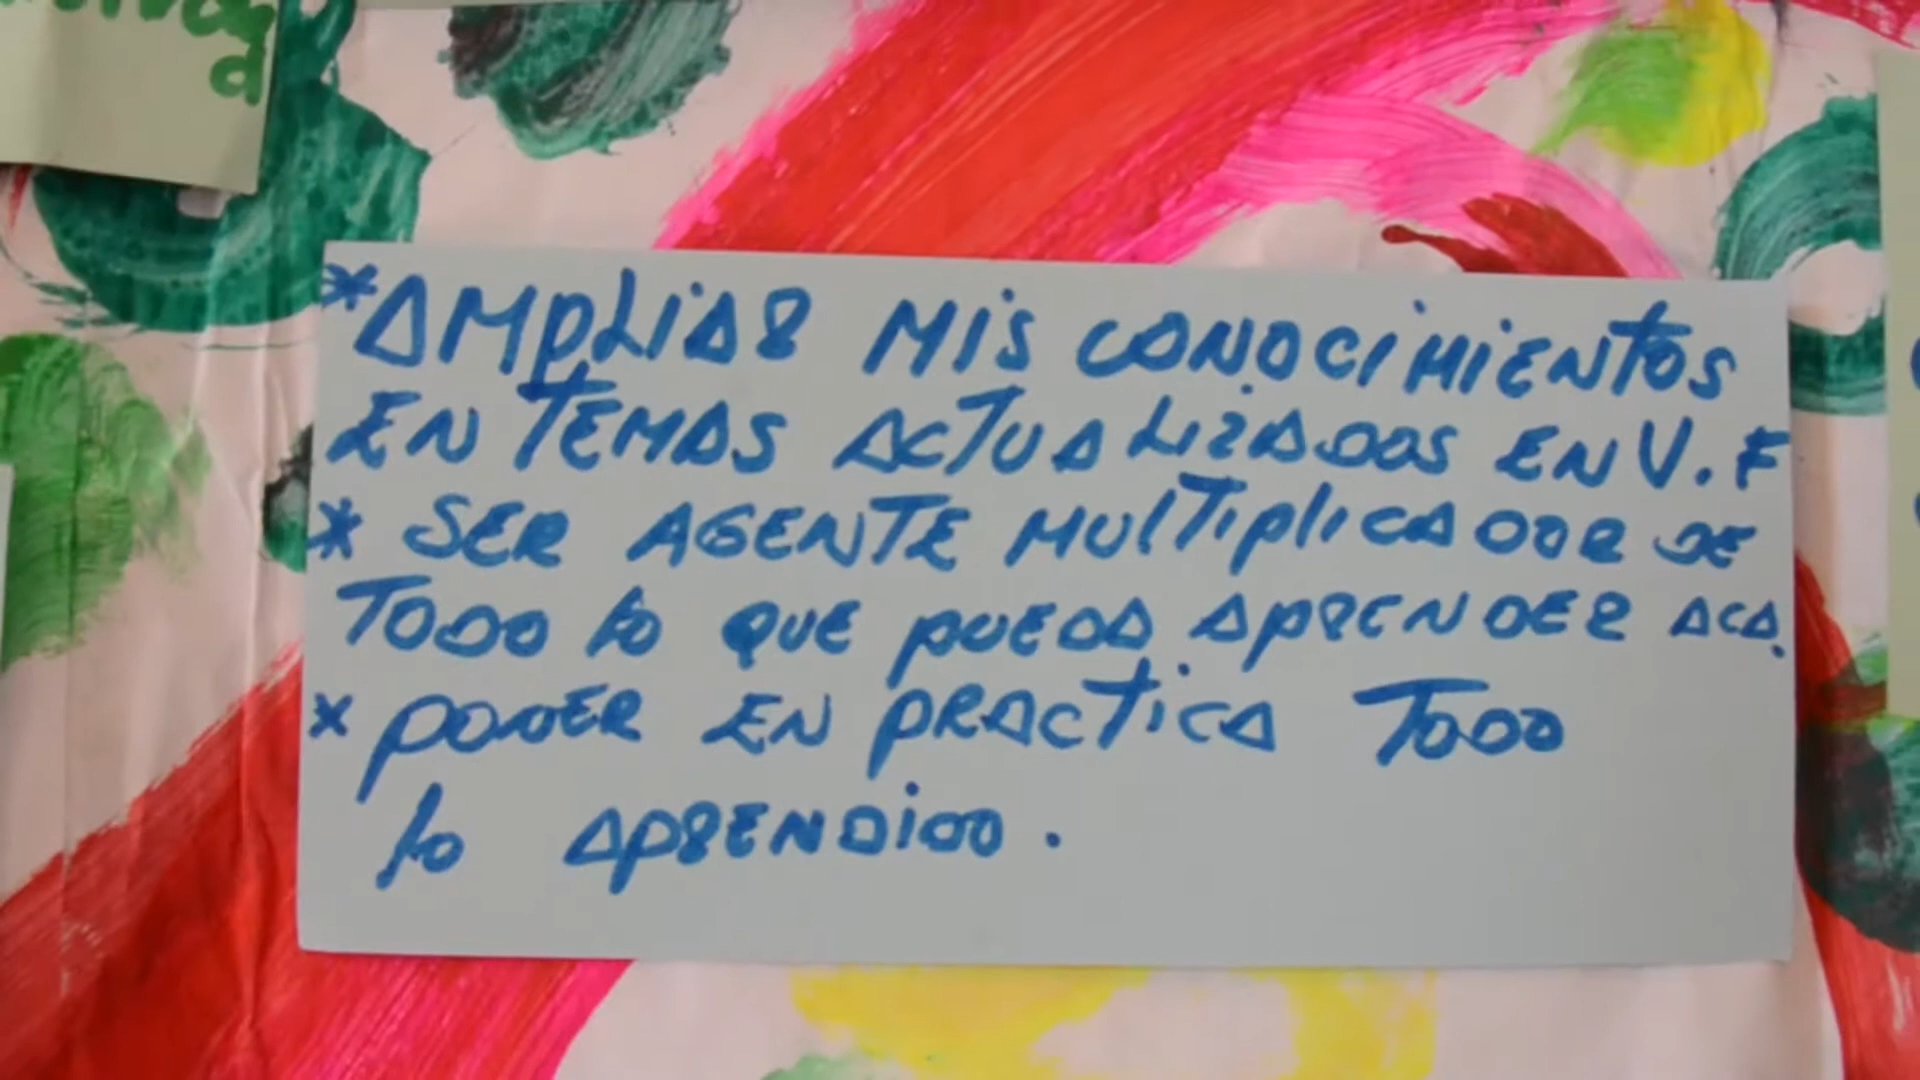 *AMPLIAR MIS CONOCIMIENTOS
EN TEMAS ACTUALIZADOS EN V.F
* SER AGENTE MULTIPLICADOR DE
TODO LO QUE PUEDA APRENDER ACA.
* PONER EN PRACTICA TODO
LO APRENDIDO.